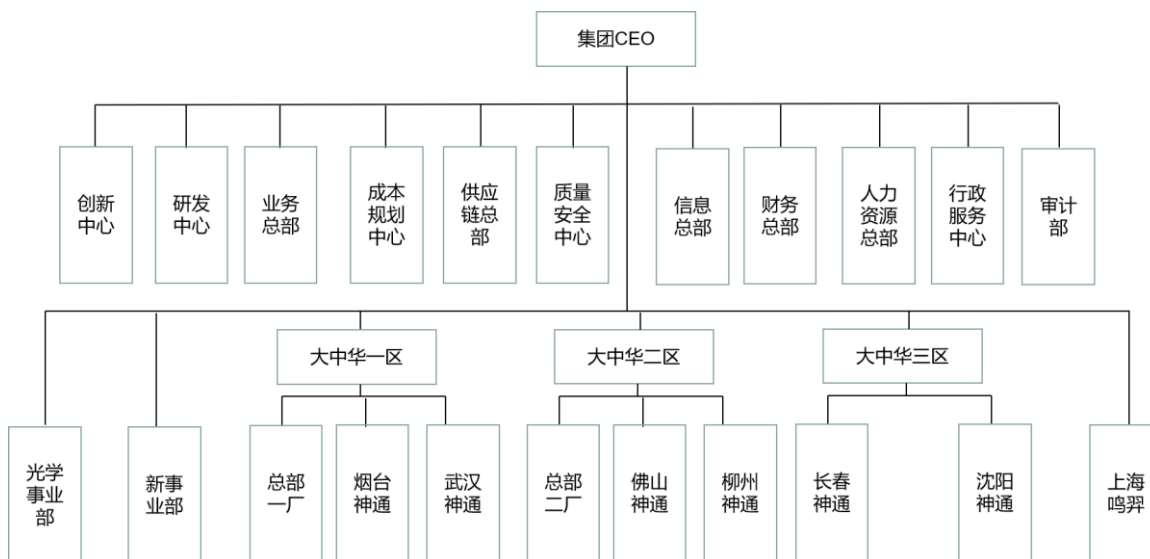 集团CEO
创新
中心
研发
中心
业务
总部
成本
规划
中心
供应
链总
部
质量
安全
中心
信息
总部
财务
总部
人力
资源
总部
行政
服务
中心
审计
部
大中华一区
大中华二区
大中华三区
光学
事业
部
新事
业部
总部
一厂
烟台
神通
武汉
神通
总部
二厂
佛山
神通
柳州
神通
长春
神通
沈阳
神通
上海
鸣羿